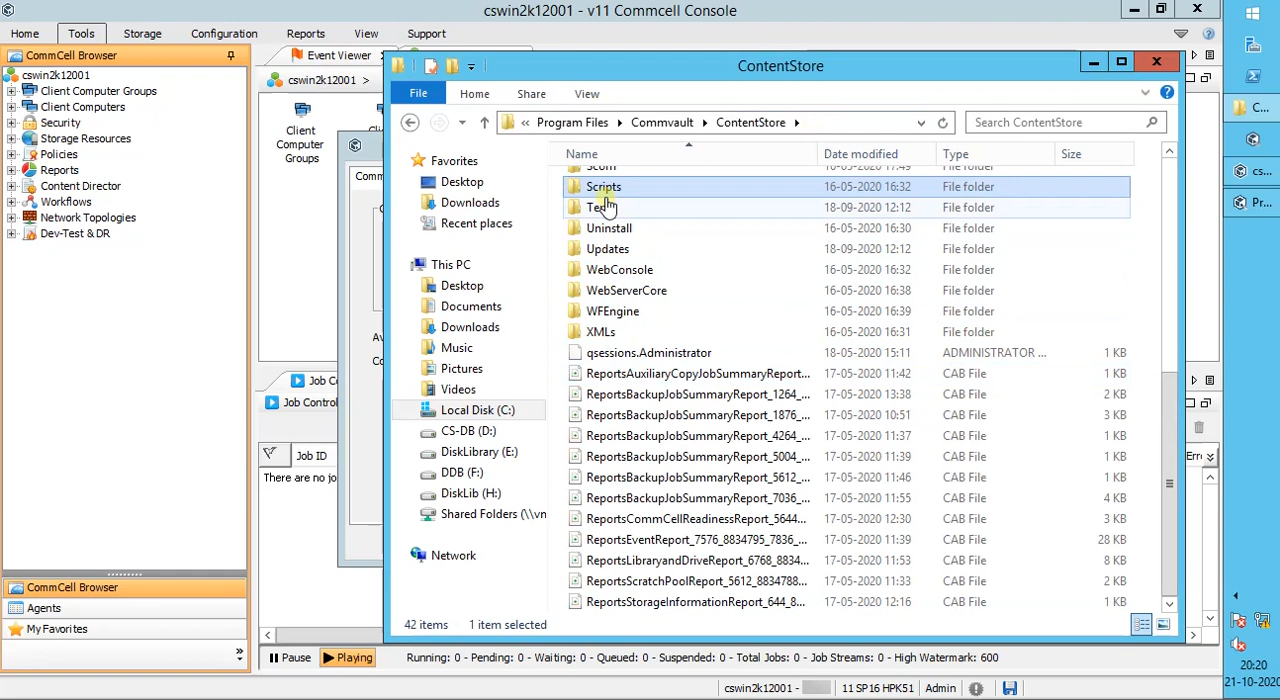 cswin2k12001 - v11 Commcell Console
Home Tools Storage Configuration Reports View Support
CommCell Browser
cswin2k12001
Client Computer Groups
Client Computers
Security
Storage Resources
Policies
Reports
Content Director
Workflows
Network Topologies
Dev-Test & DR
CommCell Browser
Agents
My Favorites
Event Viewer
cswin2k12001 >
Client
Computer
Groups
Job
Job Control
Job ID
There are no jo
ContentStore
File Home Share View
« Program Files Commvault ContentStore
Search ContentStore
Favorites
Desktop
Downloads
Recent places
This PC
Desktop
Documents
Downloads
Music
Pictures
Videos
Local Disk (C:)
CS-DB (D:)
DiskLibrary (E:)
DDB (F:)
DiskLib (H:)
Shared Folders (\\vn
Network
Name Date modified Type Size
File folder
Scripts 16-05-2020 16:32 File folder
18-09-2020 12:12 File folder
Uninstall 16-05-2020 16:30 File folder
Updates 18-09-2020 12:12 File folder
WebConsole 16-05-2020 16:32 File folder
WebServerCore 16-05-2020 16:38 File folder
WFEngine 16-05-2020 16:39 File folder
XMLs 16-05-2020 16:31 File folder
qsessions.Administrator 18-05-2020 15:11 ADMINISTRATOR ... 1 KB
ReportsAuxiliaryCopyJobSummaryReport... 17-05-2020 11:42 CAB File 1 KB
ReportsBackupJobSummaryReport_1264_... 17-05-2020 13:38 CAB File 2 KB
ReportsBackupJobSummaryReport_1876_... 17-05-2020 10:51 CAB File 3 KB
ReportsBackupJobSummaryReport_4264_... 17-05-2020 11:37 CAB File 1 KB
ReportsBackupJobSummaryReport_5004_... 17-05-2020 11:39 CAB File 1 KB
ReportsBackupJobSummaryReport_5612_... 17-05-2020 11:46 CAB File 1 KB
ReportsBackupJobSummaryReport_7036_... 17-05-2020 11:55 CAB File 4 KB
ReportsCommCellReadinessReport_5644... 17-05-2020 12:30 CAB File 3 KB
ReportsEventReport_7576_8834795_7836_... 17-05-2020 11:39 CAB File 28 KB
ReportsLibraryandDriveReport_6768_8834... 17-05-2020 11:53 CAB File 8 KB
ReportsScratchPoolReport_5612_8834788... 17-05-2020 11:33 CAB File 2 KB
ReportsStorageInformationReport_644_8... 17-05-2020 12:16 CAB File 1 KB
42 items 1 item selected
Pause Playing Running: 0 - Pending: 0 - Waiting: 0 - Queued: 0 - Suspended: 0 - Total Jobs: 0 - Job Streams: 0 - High Watermark: 600
cswin2k12001 - 11 SP16 HPK51 Admin
C...
cs...
Pr...
20:20
21-10-2020